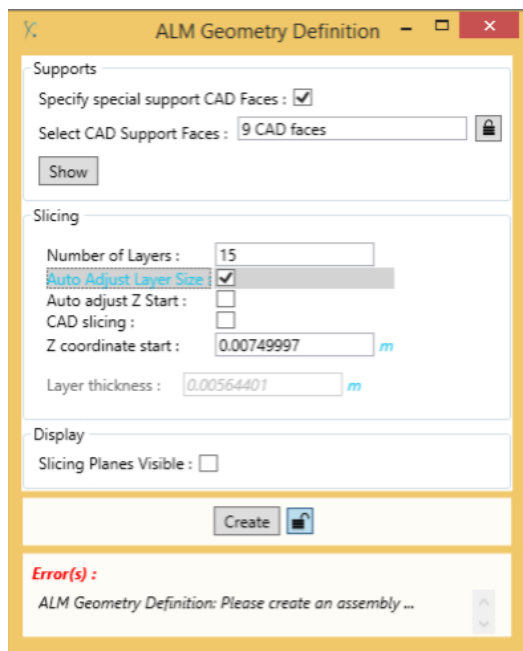 ALM Geometry Definition
Supports
Specify special support CAD Faces :
Select CAD Support Faces : 9 CAD faces
Show
Slicing
Number of Layers : 15
Auto Adjust Layer Size :
Auto adjust Z Start :
CAD slicing :
Z coordinate start : 0.00749997 m
Layer thickness : 0.00564401 m
Display
Slicing Planes Visible :
Create
Error(s) :
ALM Geometry Definition: Please create an assembly ...